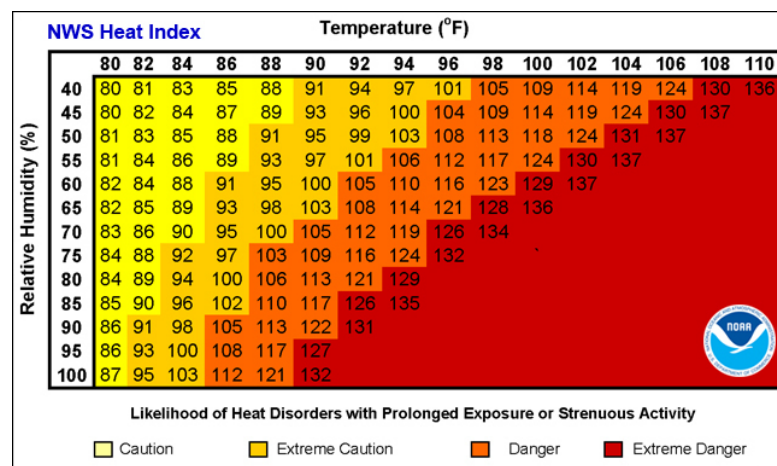 NWS Heat Index Temperature (°F)
80 82 84 86 88 90 92 94 96 98 100 102 104 106 108 110
40 80 81 83 85 88 91 94 97 101 105 109 114 119 124 130 136
45 80 82 84 87 89 93 96 100 104 109 114 119 124 130 137
50 81 83 85 88 91 95 99 103 108 113 118 124 131 137
55 81 84 86 89 93 97 101 106 112 117 124 130 137
60 82 84 88 91 95 100 105 110 116 123 129 137
65 82 85 89 93 98 103 108 114 121 128 136
70 83 86 90 95 100 105 112 119 126 134
75 84 88 92 97 103 109 116 124 132
80 84 89 94 100 106 113 121 129
85 85 90 96 102 110 117 126 135
90 86 91 98 105 113 122 131
95 86 93 100 108 117 127
100 87 95 103 112 121 132
Relative Humidity (%)
NOAA
Likelihood of Heat Disorders with Prolonged Exposure or Strenuous Activity
Caution Extreme Caution Danger Extreme Danger